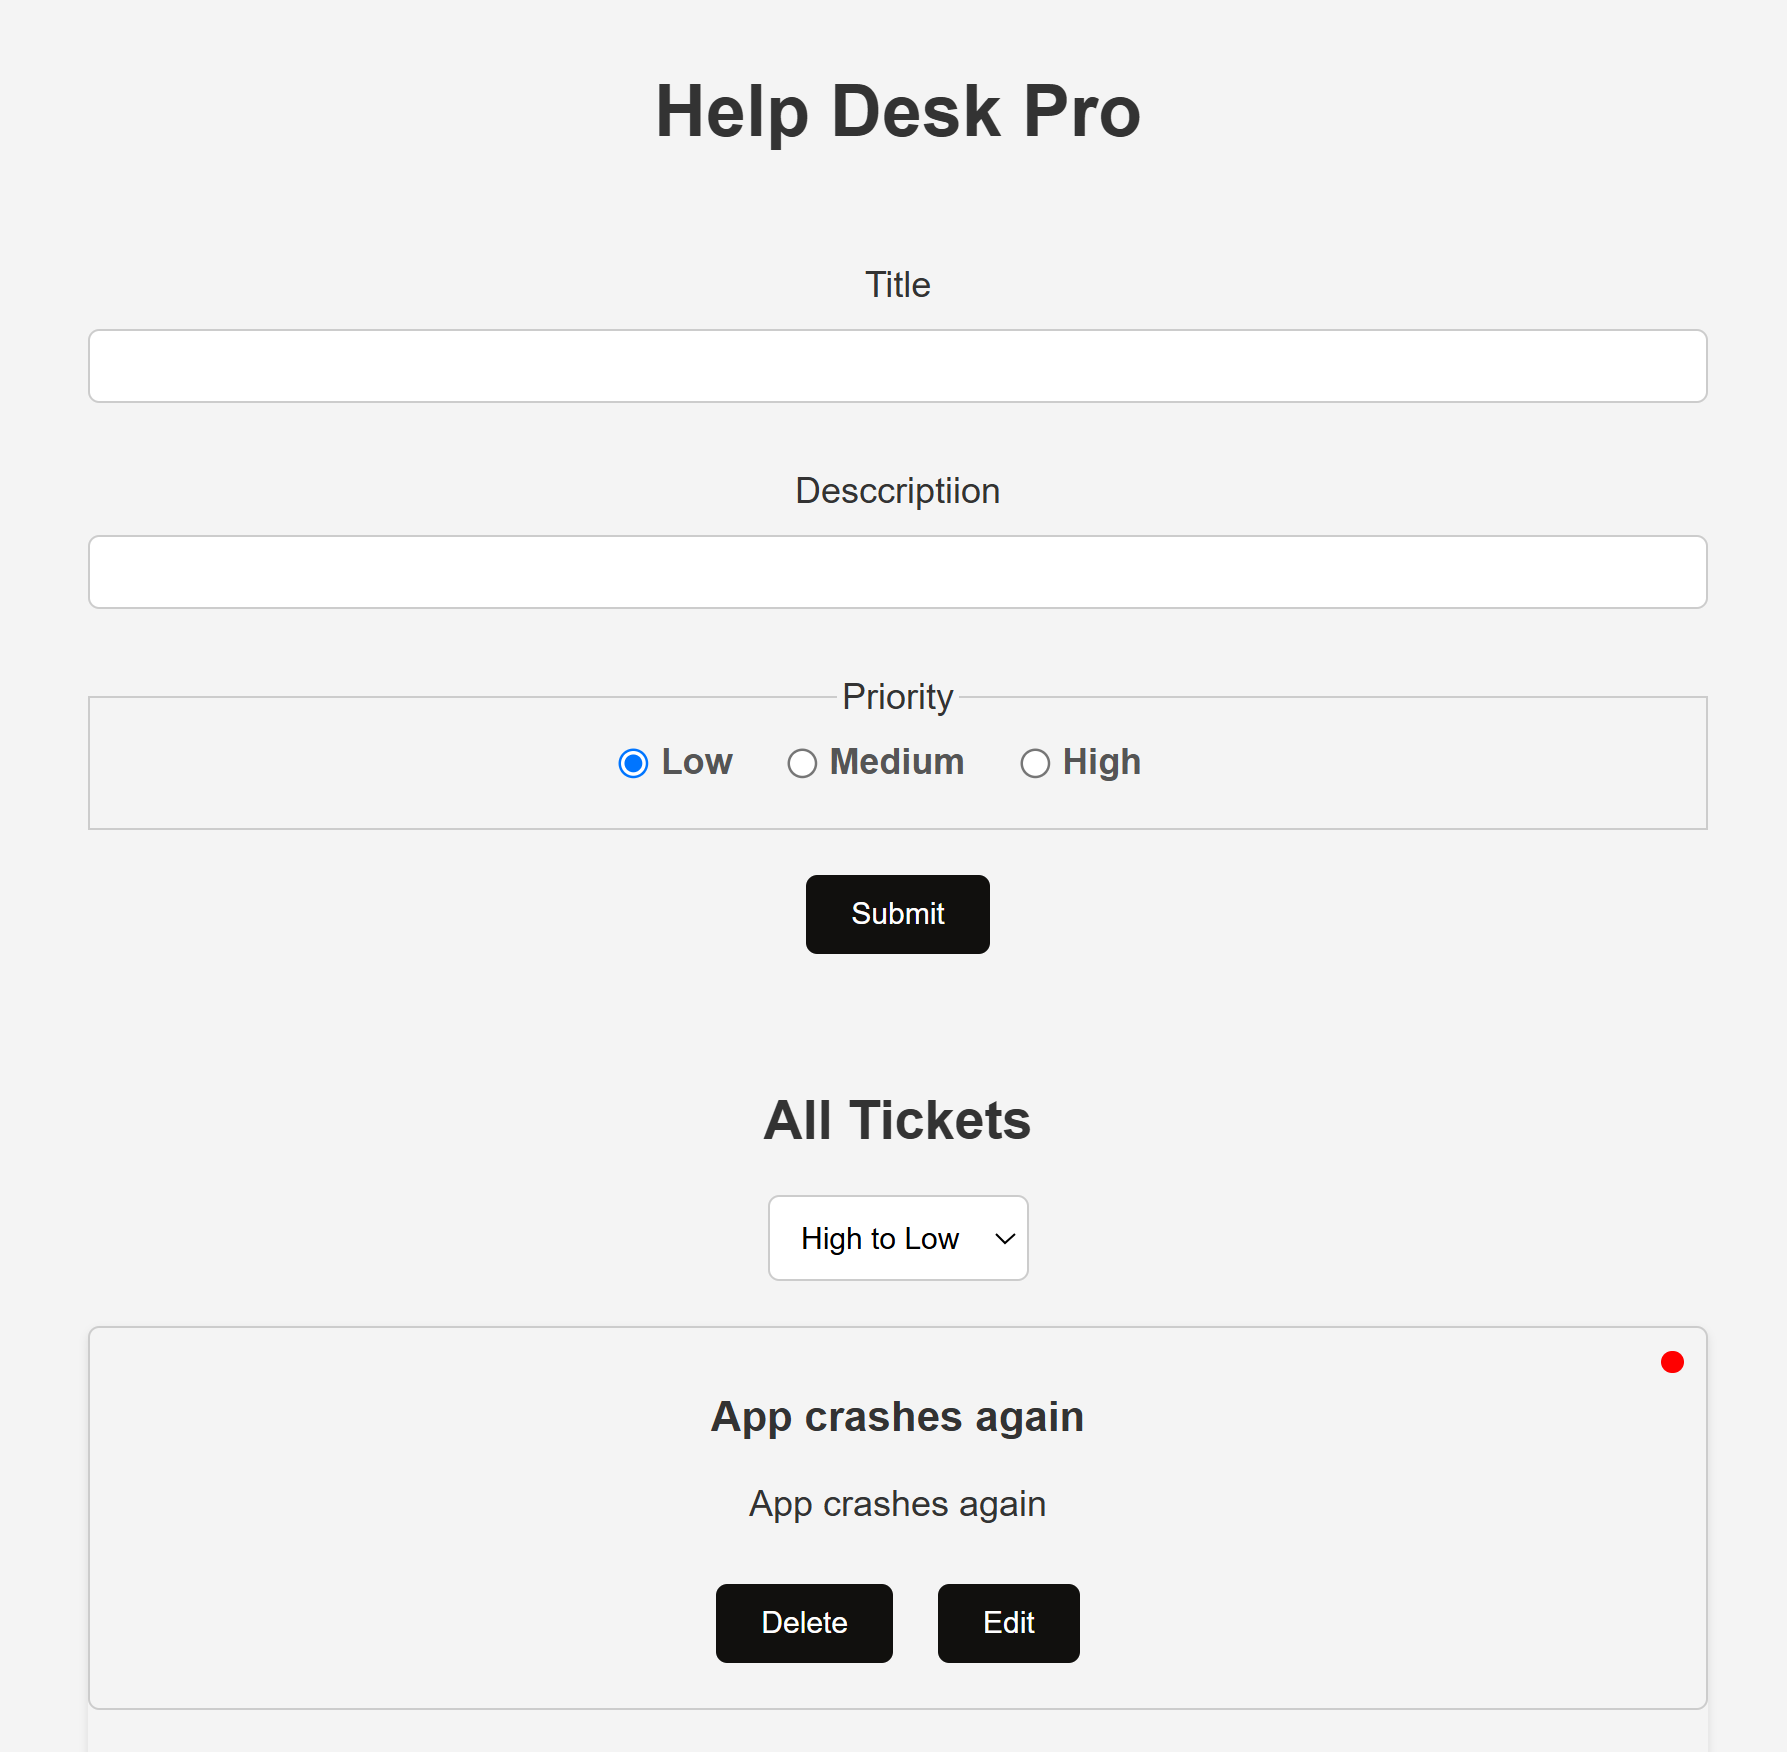 Help Desk Pro
Title
Desccriptiion
Priority
Low Medium High
Submit
All Tickets
High to Low
App crashes again
App crashes again
Delete Edit